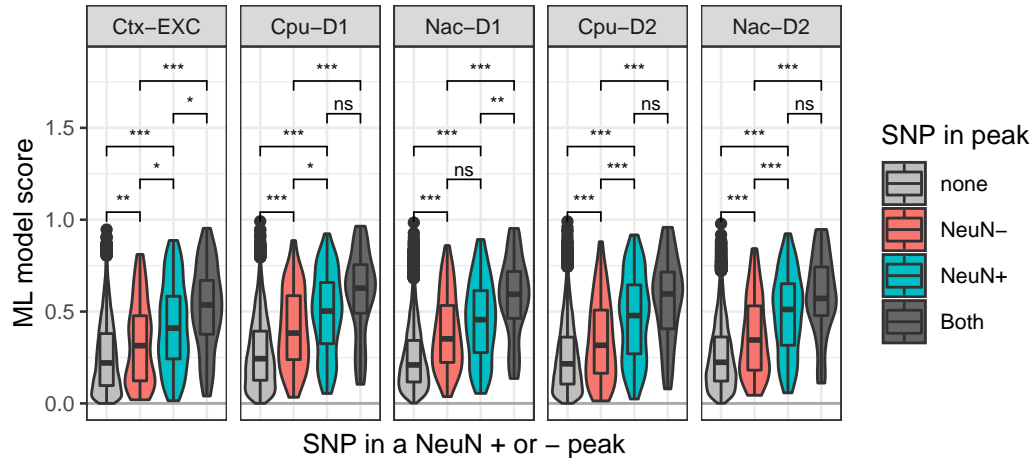 Ctx−EXC Cpu−D1 Nac−D1 Cpu−D2 Nac−D2
*** *** *** *** ***
* ns ** ns ns
*** *** *** *** ***
* * ns *** ***
** *** *** *** ***
1.5
1.0
0.5
0.0
ML model score
SNP in a NeuN + or − peak
SNP in peak
none
NeuN−
NeuN+
Both